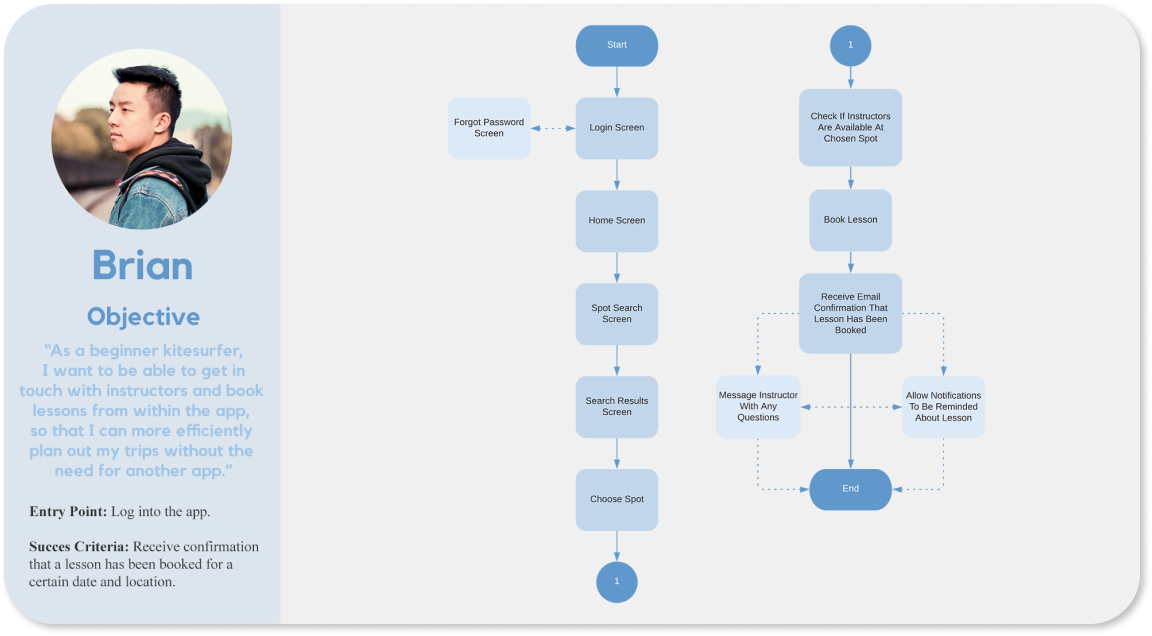 Brian
Objective
“As a beginner kitesurfer,
I want to be able to get in
touch with instructors and book
lessons from within the app,
so that I can more efficiently
plan out my trips without the
need for another app.”
Entry Point: Log into the app.
Succes Criteria: Receive confirmation
that a lesson has been booked for a
certain date and location.
Start
Forgot Password
Screen
Login Screen
Home Screen
Spot Search
Screen
Search Results
Screen
Choose Spot
1
1
Check If Instructors
Are Available At
Chosen Spot
Book Lesson
Receive Email
Confirmation That
Lesson Has Been
Booked
Message Instructor
With Any
Questions
Allow Notifications
To Be Reminded
About Lesson
End